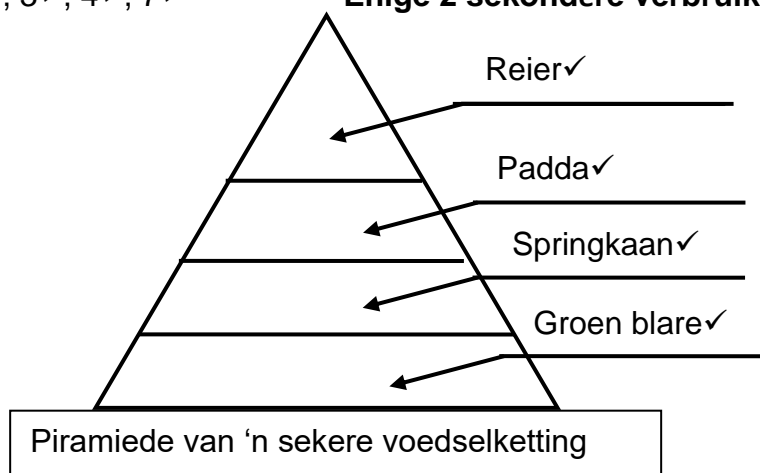 Enige 2 sekondêre verbruik
Reier✓
Padda✓
Springkaan✓
Groen blare✓
Piramiede van ‘n sekere voedselketting